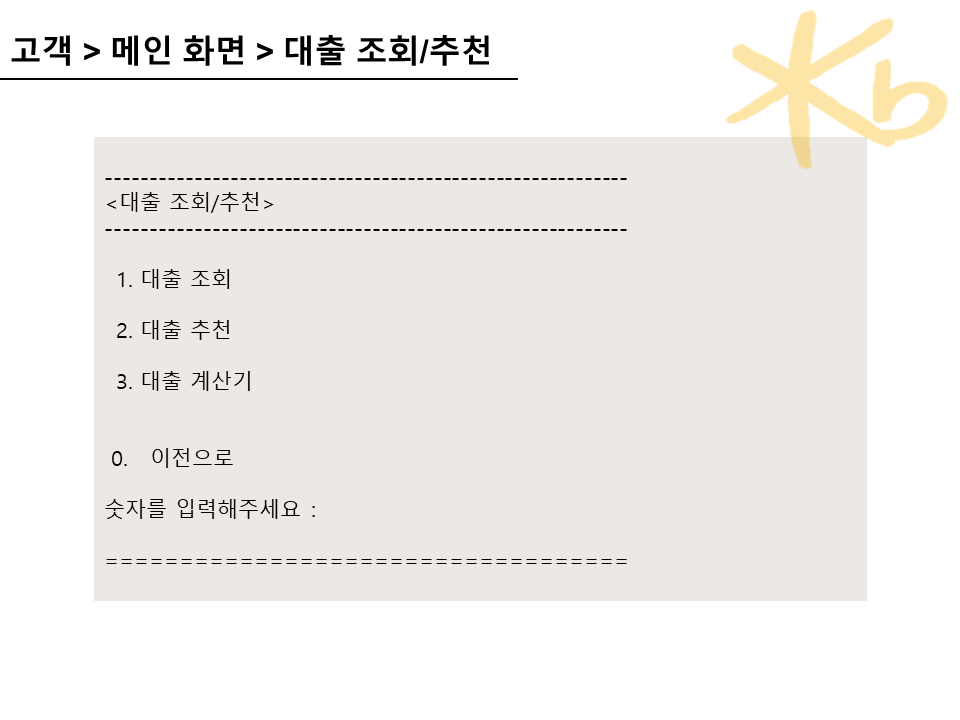 고객 > 메인 화면 > 대출 조회/추천
Kb
----------------------------------------------------------
<대출 조회/추천>
----------------------------------------------------------
1. 대출 조회
2. 대출 추천
3. 대출 계산기
0. 이전으로
숫자를 입력해주세요 :
===================================